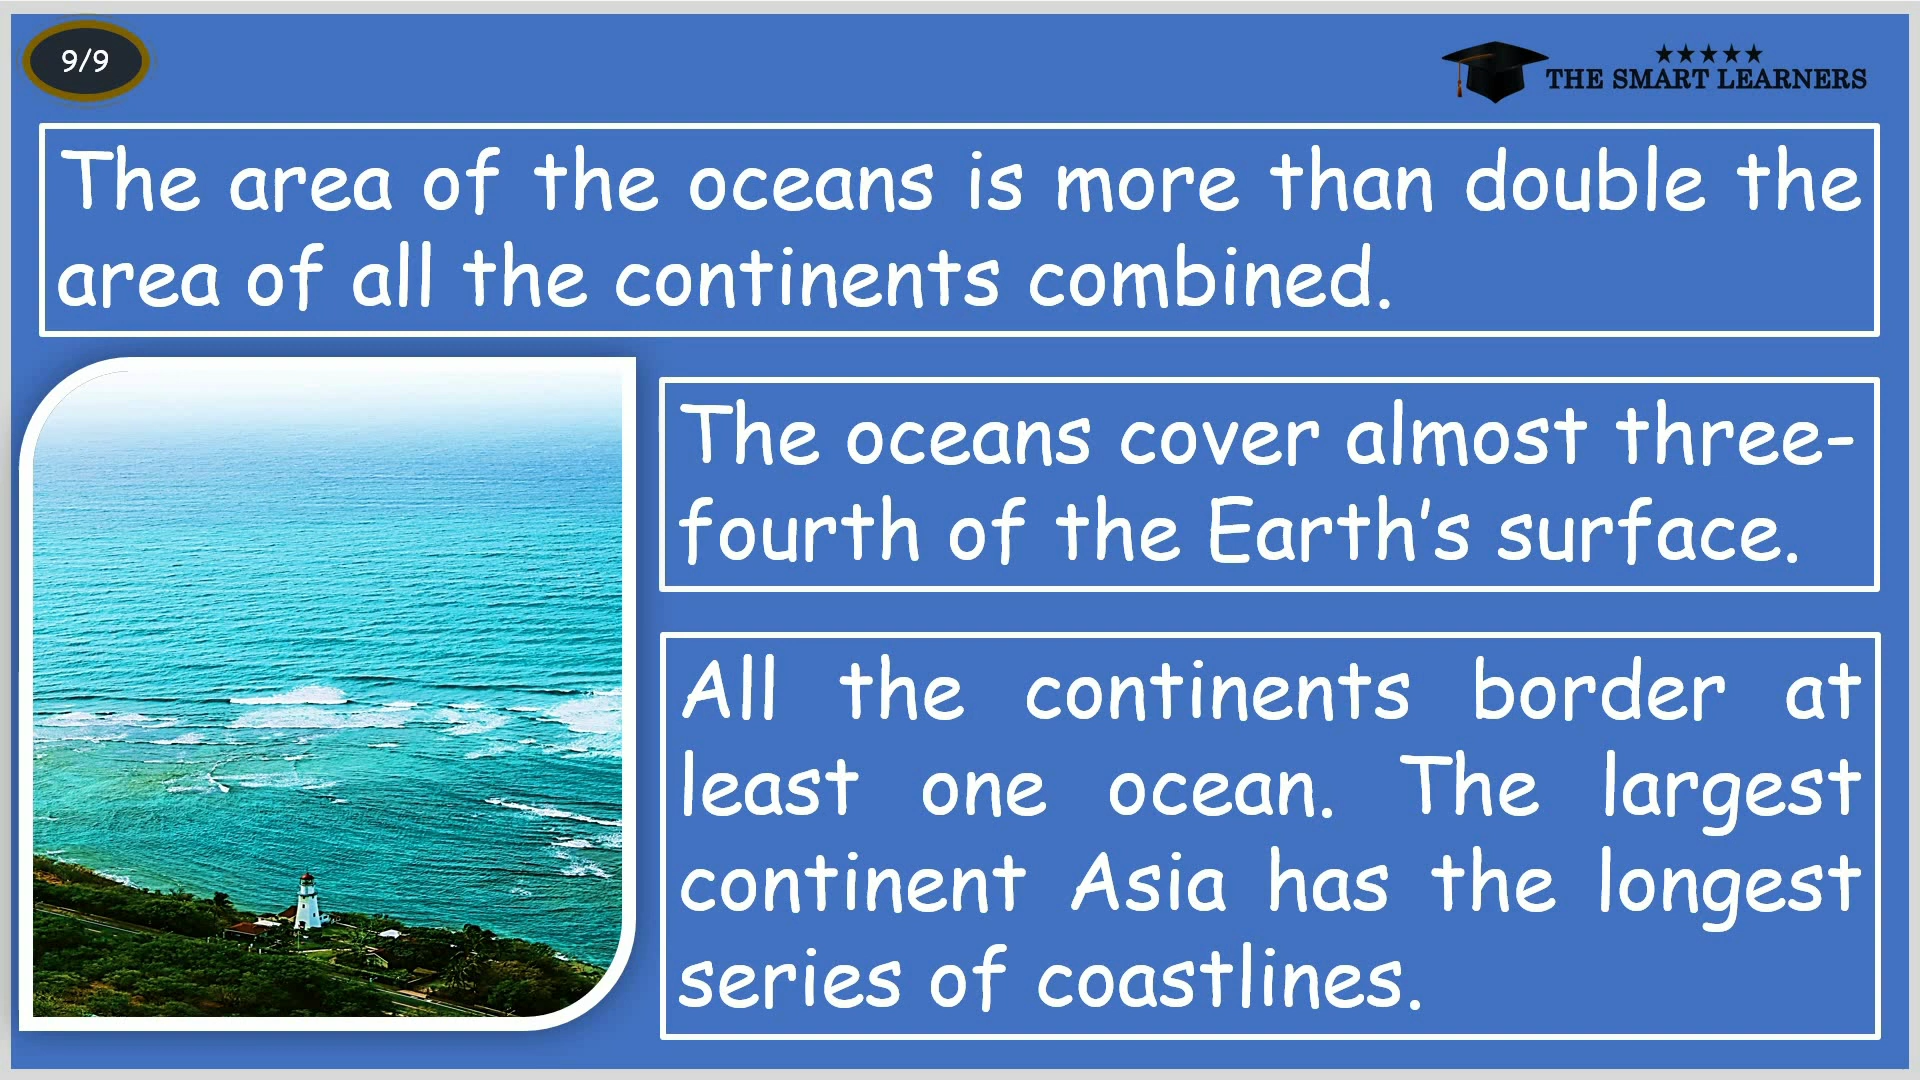 9/9
★★★★★
THE SMART LEARNERS
The area of the oceans is more than double the
area of all the continents combined.
The oceans cover almost three-
fourth of the Earth's surface.
All the continents border at
least one ocean. The largest
continent Asia has the longest
series of coastlines.